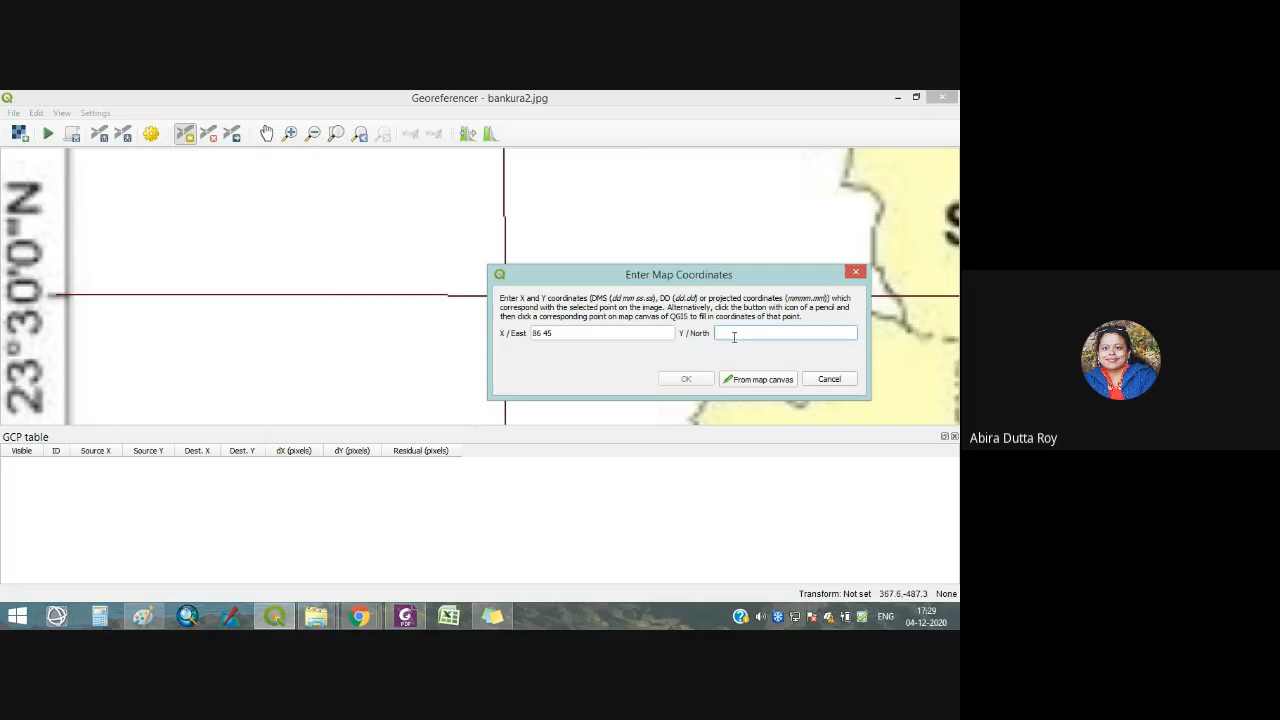 Georeferencer - bankura2.jpg
File Edit View Settings
23°30'0"N
S
Enter Map Coordinates
Enter X and Y coordinates (DMS (dd mm ss.ss), DD (dd.dd) or projected coordinates (mmmm.mm)) which
correspond with the selected point on the image. Alternatively, click the button with icon of a pencil and
then click a corresponding point on map canvas of QGIS to fill in coordinates of that point.
X / East 86 45 Y / North
OK From map canvas Cancel
Abira Dutta Roy
GCP table
Visible ID Source X Source Y Dest. X Dest. Y dX (pixels) dY (pixels) Residual (pixels)
Transform: Not set 367.6,-487.3 None
ENG
17:29
04-12-2020